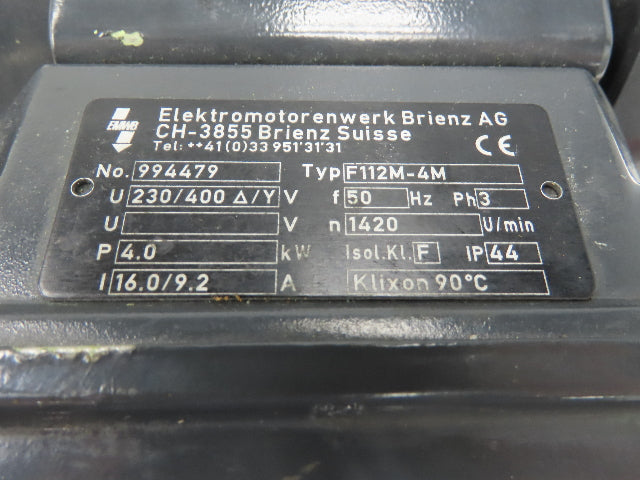 Elektromotorenwerk Brienz AG
EMWB
CH-3855 Brienz Suisse
Tel: ++41(0)33 951'31'31
CE
No. 994479 Typ F112M-4M
U 230/400 Δ/Y V f 50 Hz Ph 3
U V n 1420 U/min
P 4.0 kW Isol.Kl. F IP 44
I 16.0/9.2 A Klixon 90°C